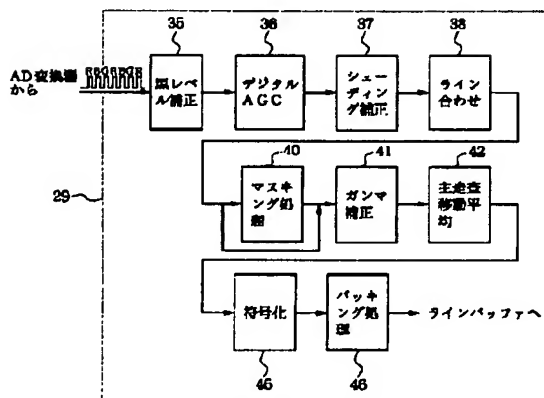 35
36
37
38
AD変換器
から
RGBRGBRGB
黒レベ
ル補正
デジタル
AGC
シェー
ディン
グ補正
ライン
合わせ
29
40
41
42
マスキ
ング処
理
ガンマ
補正
主走査
移動平
均
符号化
パッキ
ング処
理
ラインバッファへ
45
46